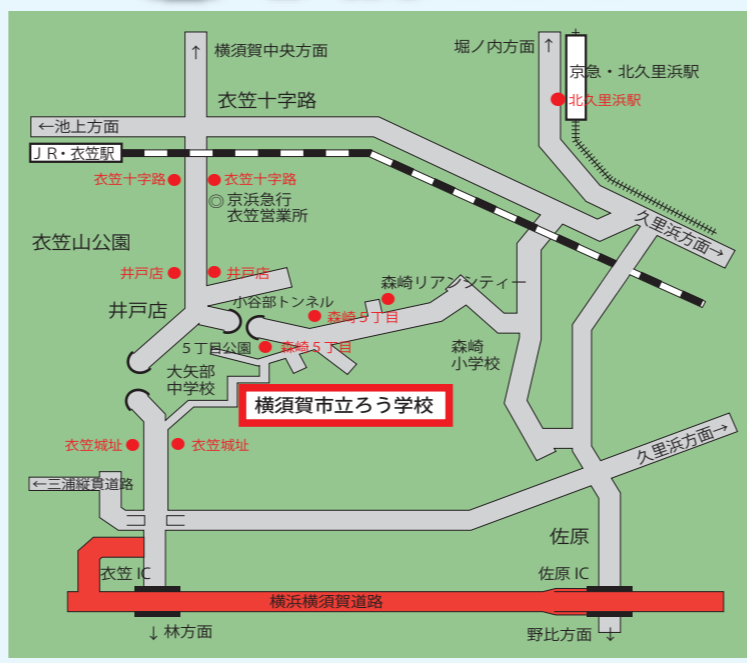 ↑ 横須賀中央方面
堀ノ内方面 ↑
京急・北久里浜駅
北久里浜駅
衣笠十字路
←池上方面
JR・衣笠駅
衣笠十字路
衣笠十字路
◎京浜急行
衣笠営業所
久里浜方面→
衣笠山公園
井戸店
井戸店
森崎リアンシティー
井戸店
小谷部トンネル
森崎5丁目
5丁目公園
森崎5丁目
森崎
小学校
大矢部
中学校
横須賀市立ろう学校
衣笠城址
衣笠城址
久里浜方面→
←三浦縦貫道路
佐原
衣笠 IC
佐原 IC
横浜横須賀道路
↓ 林方面
野比方面 ↓